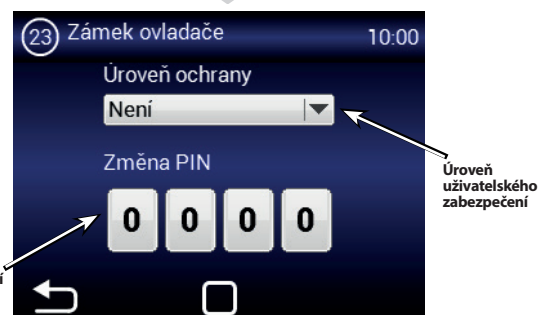 23 Zámek ovladače 10:00
Úroveň ochrany
Není
Změna PIN
0 0 0 0
Úroveň
uživatelského
zabezpečení